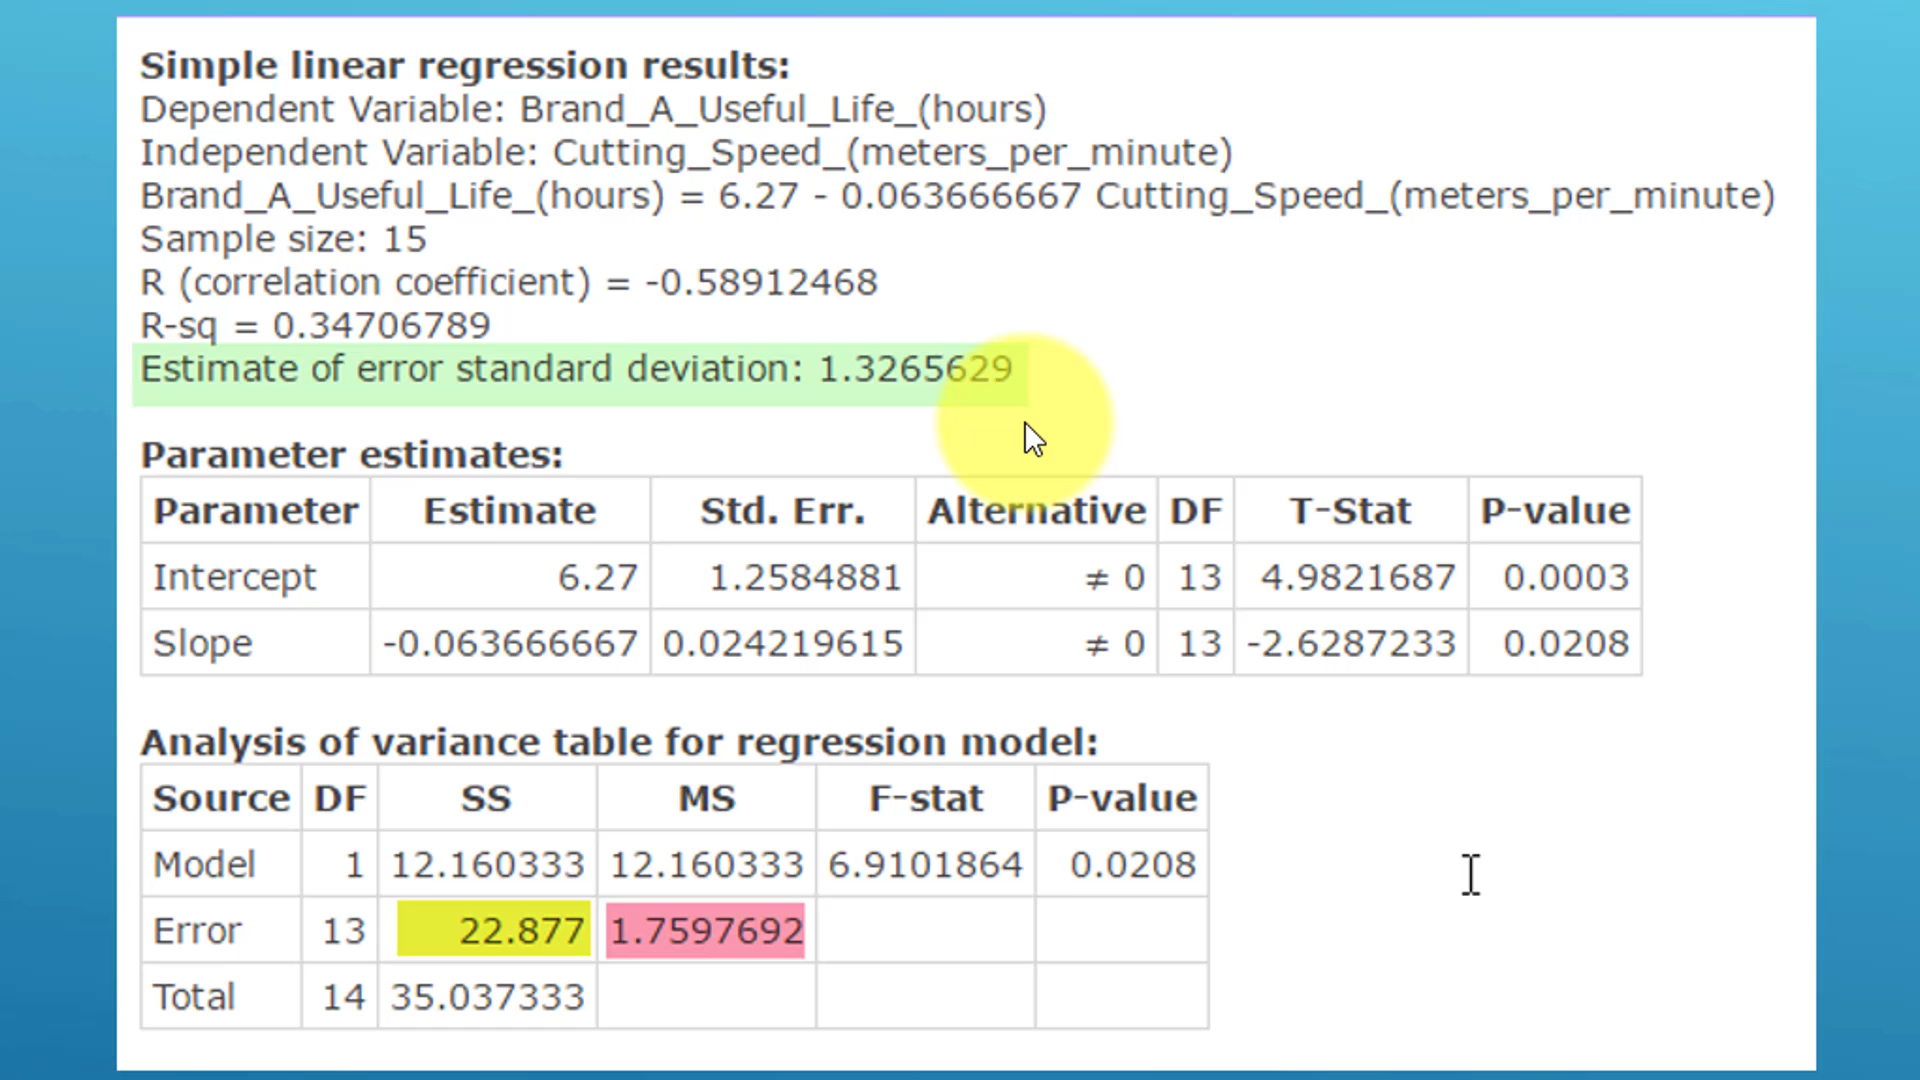 Simple linear regression results:
Dependent Variable: Brand_A_Useful_Life_(hours)
Independent Variable: Cutting_Speed_(meters_per_minute)
Brand_A_Useful_Life_(hours) = 6.27 - 0.063666667 Cutting_Speed_(meters_per_minute)
Sample size: 15
R (correlation coefficient) = -0.58912468
R-sq = 0.34706789
Estimate of error standard deviation: 1.3265629
Parameter estimates:
Parameter Estimate Std. Err. Alternative DF T-Stat P-value
Intercept 6.27 1.2584881 ≠ 0 13 4.9821687 0.0003
Slope -0.063666667 0.024219615 ≠ 0 13 -2.6287233 0.0208
Analysis of variance table for regression model:
Source DF SS MS F-stat P-value
Model 1 12.160333 12.160333 6.9101864 0.0208
Error 13 22.877 1.7597692
Total 14 35.037333